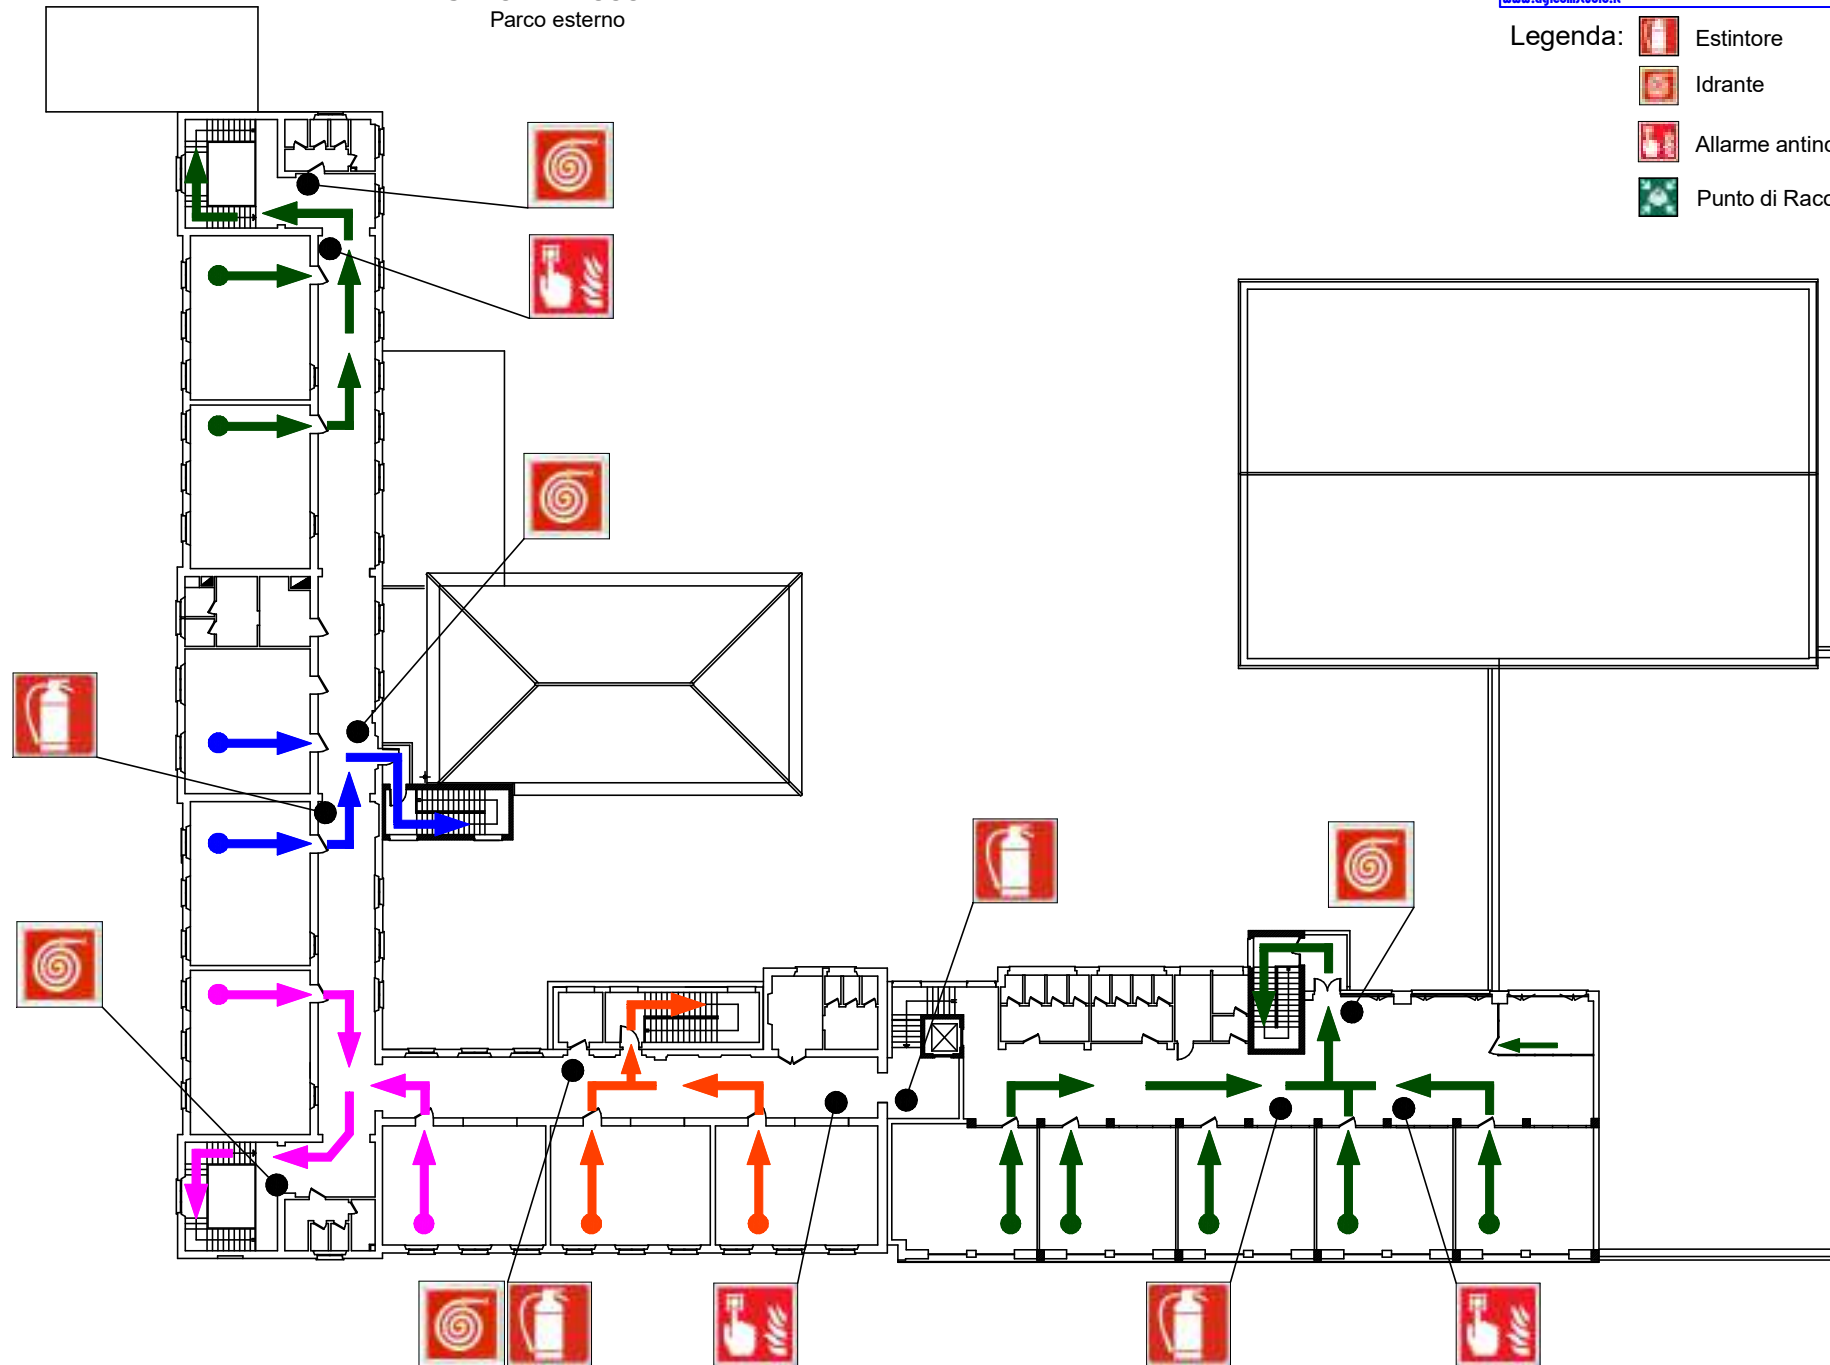 Parco esterno
Legenda:
Estintore
Idrante
Allarme antinc
Punto di Racc